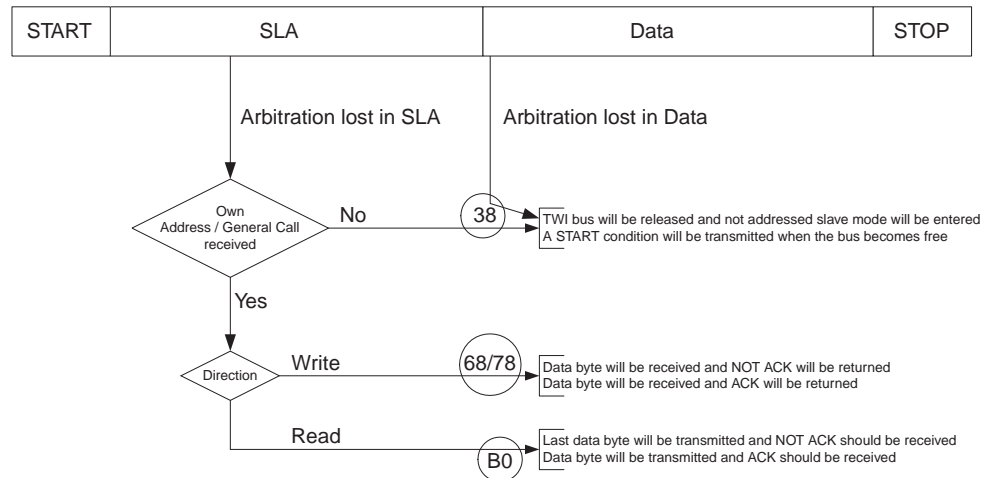 START SLA Data STOP
Arbitration lost in SLA Arbitration lost in Data
Own
Address / General Call
received
No
38
TWI bus will be released and not addressed slave mode will be entered
A START condition will be transmitted when the bus becomes free
Yes
Direction
Write
68/78
Data byte will be received and NOT ACK will be returned
Data byte will be received and ACK will be returned
Read
B0
Last data byte will be transmitted and NOT ACK should be received
Data byte will be transmitted and ACK should be received